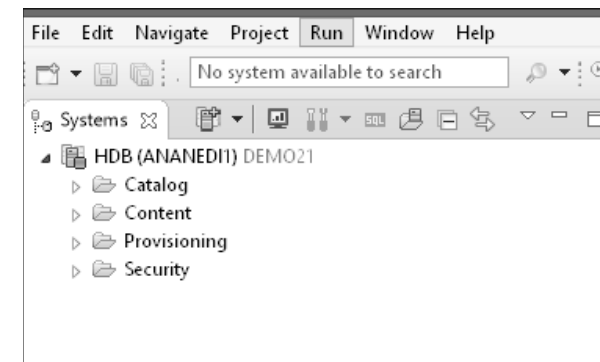 File Edit Navigate Project Run Window Help
No system available to search
Systems SQL
HDB (ANANEDI1) DEMO21
Catalog
Content
Provisioning
Security